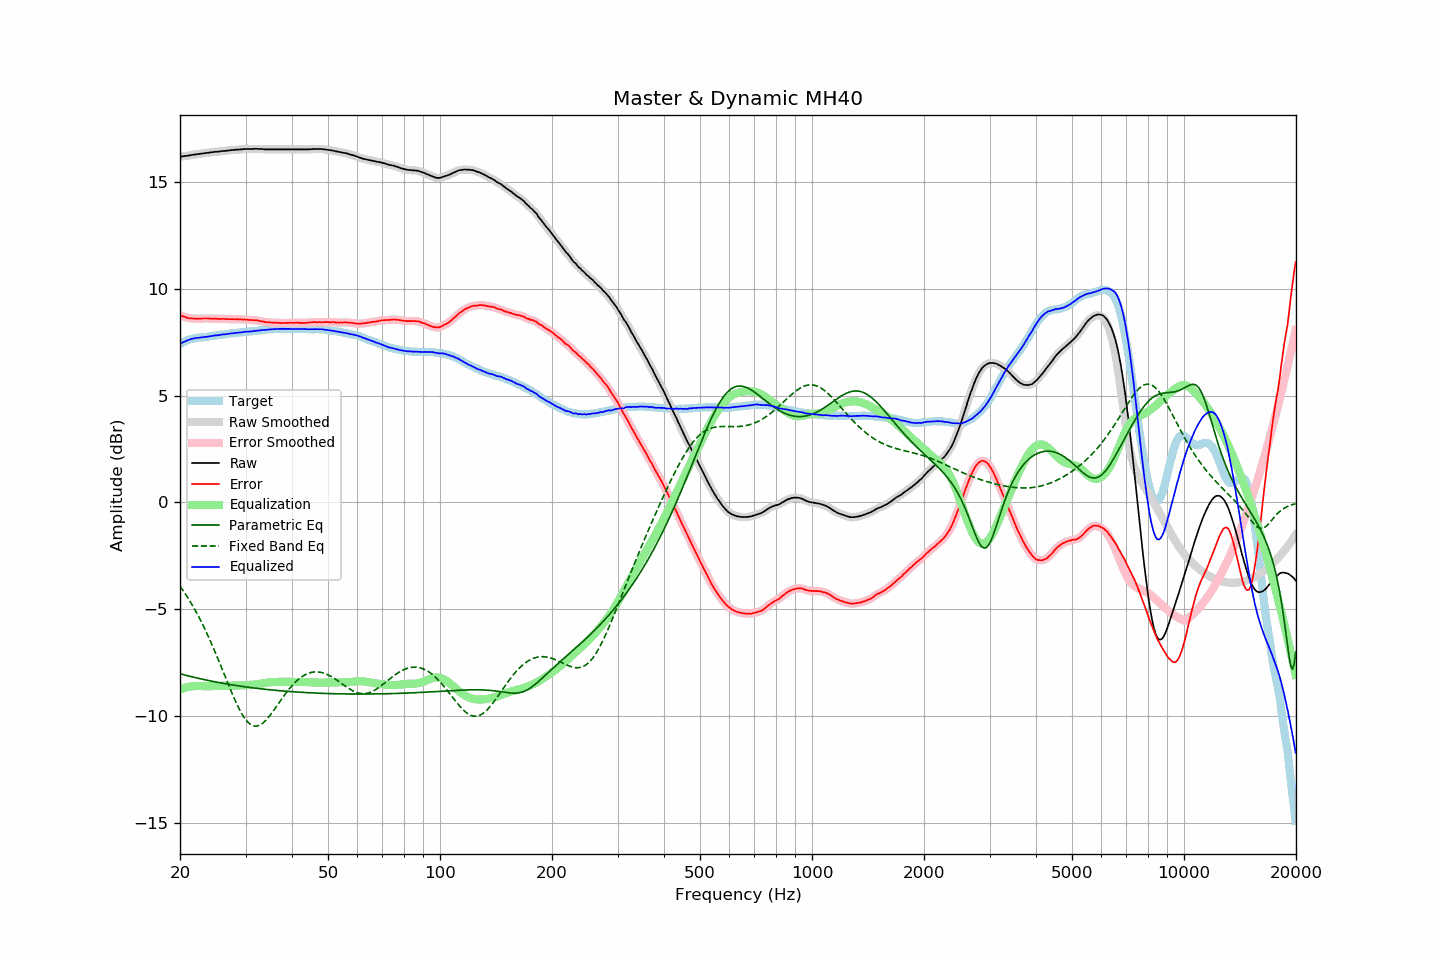 Master & Dynamic MH40
Amplitude (dBr)
15
10
5
0
−5
−10
−15
Target
Raw Smoothed
Error Smoothed
Raw
Error
Equalization
Parametric Eq
Fixed Band Eq
Equalized
20 50 100 200 500 1000 2000 5000 10000 20000
Frequency (Hz)